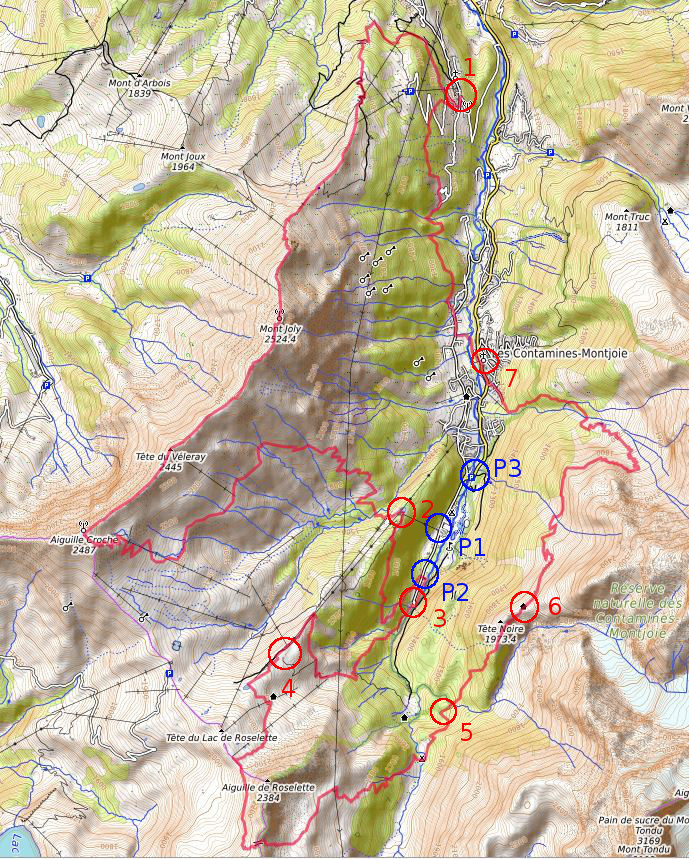 1
Mont d'Arbois
1839
Mont Joux
1964
Mont Truc
1811
Mont Joly
2524.4
Les Contamines-Montjoie
7
Tête du Véleray
2445
P3
2
Aiguille Croche
2487
P1
P2
3
6
Réserve
naturelle des
Contamines-
Montjoie
Tête Noire
1973.4
4
5
Tête du Lac de Roselette
Aiguille de Roselette
2384
Pain de sucre du Mo
Tondu
3169
Mont Tondu
Lac